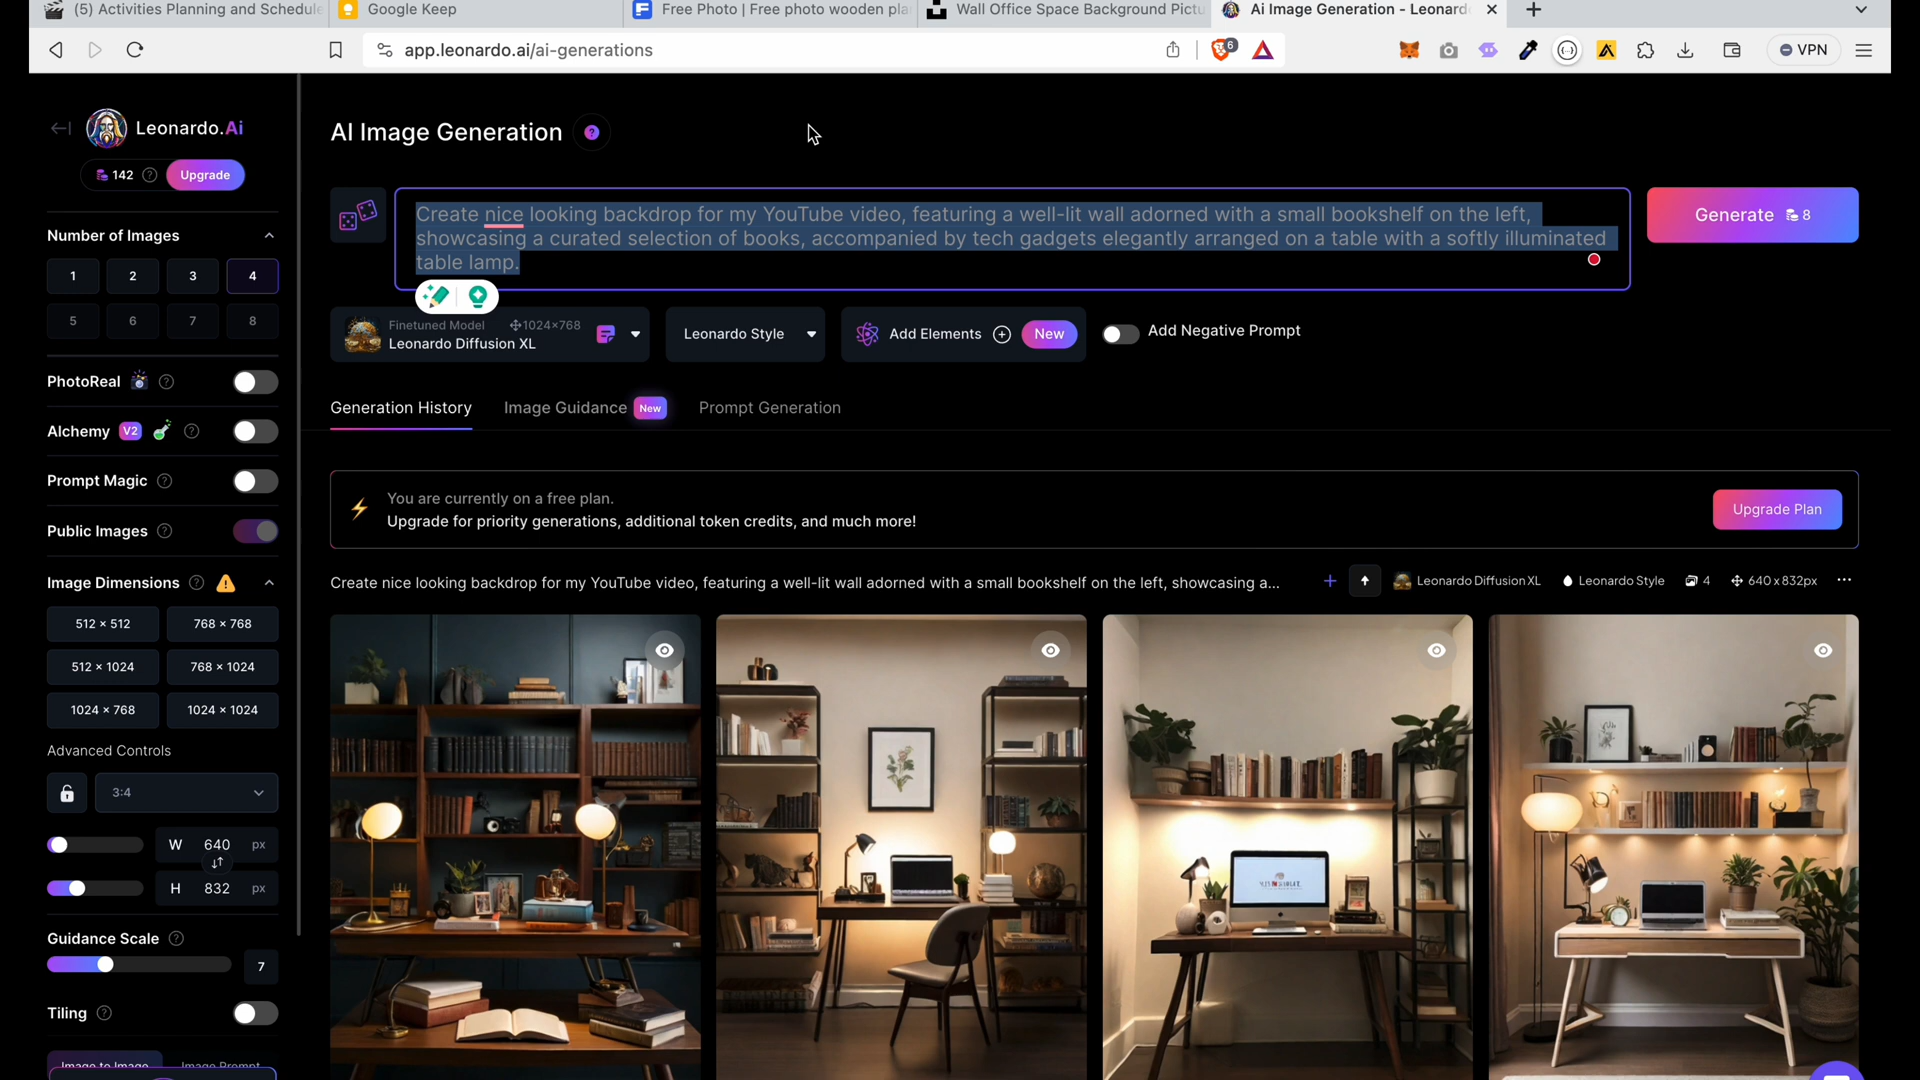 (5) Activities Planning and Schedule
Google Keep
Free Photo | Free photo wooden pla
Wall Office Space Background Pictu
Ai Image Generation - Leonardo
app.leonardo.ai/ai-generations
6
VPN
Leonardo.Ai
142
Upgrade
AI Image Generation
Create nice looking backdrop for my YouTube video, featuring a well-lit wall adorned with a small bookshelf on the left,
showcasing a curated selection of books, accompanied by tech gadgets elegantly arranged on a table with a softly illuminated
table lamp.
Generate 8
Number of Images
1 2 3 4
5 6 7 8
Finetuned Model 1024×768
Leonardo Diffusion XL
Leonardo Style
Add Elements New
Add Negative Prompt
PhotoReal
Alchemy V2
Prompt Magic
Public Images
Generation History
Image Guidance New
Prompt Generation
You are currently on a free plan.
Upgrade for priority generations, additional token credits, and much more!
Upgrade Plan
Image Dimensions
512 × 512 768 × 768
512 × 1024 768 × 1024
1024 × 768 1024 × 1024
Advanced Controls
3:4
W 640 px
H 832 px
Guidance Scale
7
Tiling
Image to Image Image Prompt
Create nice looking backdrop for my YouTube video, featuring a well-lit wall adorned with a small bookshelf on the left, showcasing a...
Leonardo Diffusion XL
Leonardo Style
4
640 x 832px